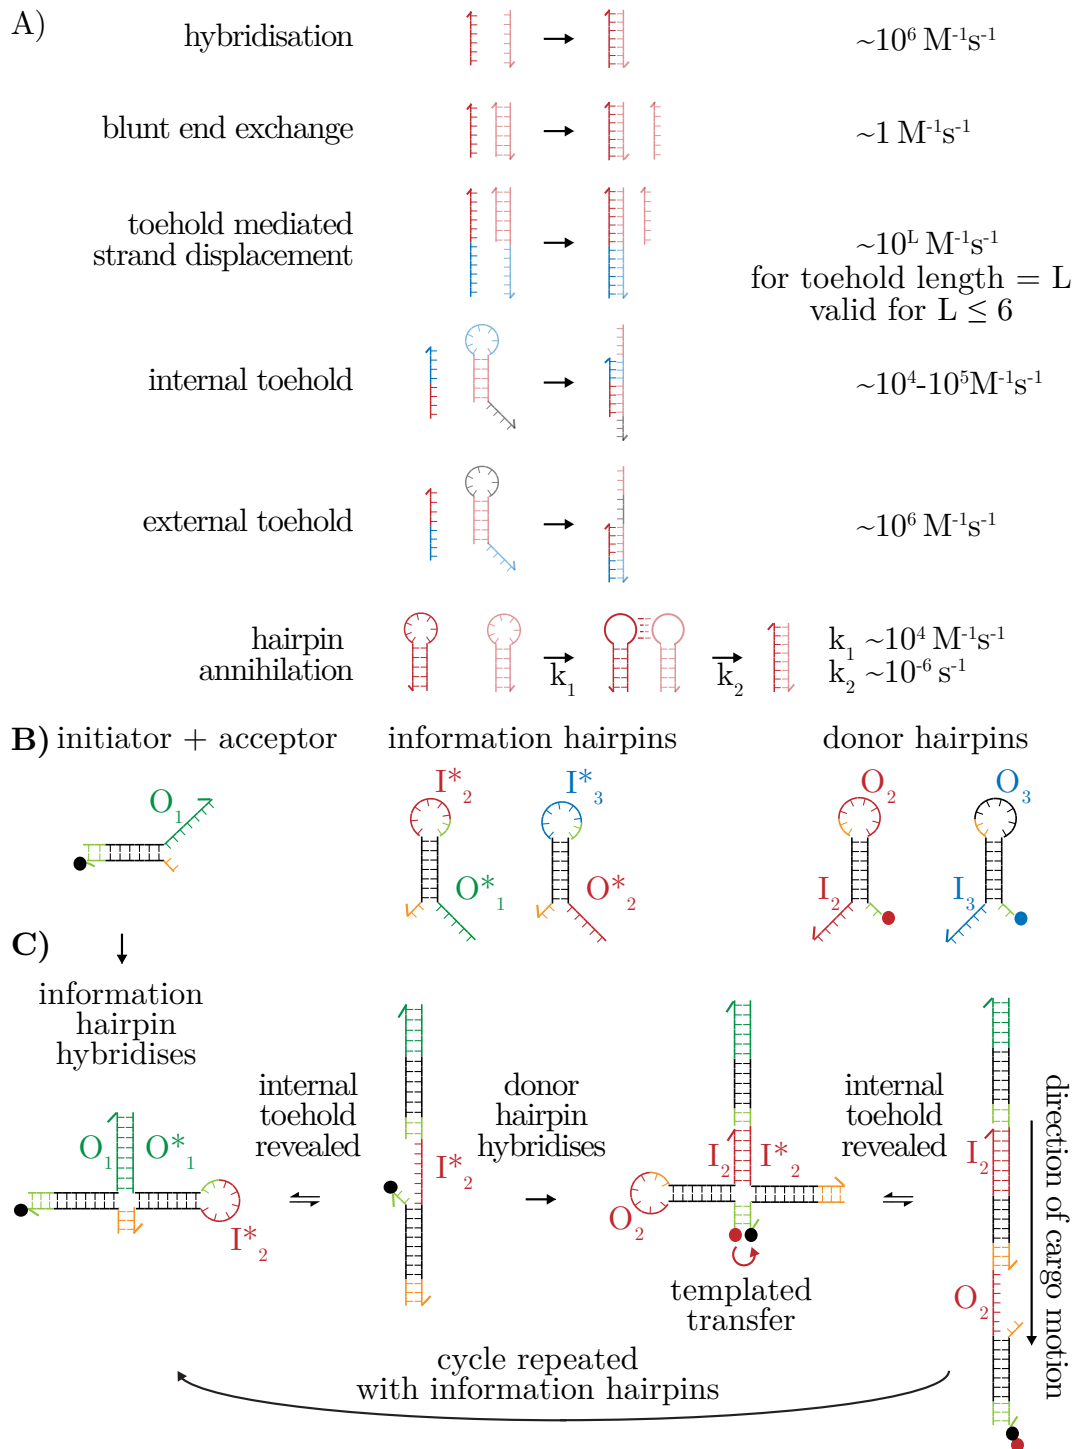 A)
hybridisation
~10⁶ M⁻¹s⁻¹
blunt end exchange
~1 M⁻¹s⁻¹
toehold mediated
strand displacement
~10ᴸ M⁻¹s⁻¹
for toehold length = L
valid for L ≤ 6
internal toehold
~10⁴-10⁵M⁻¹s⁻¹
external toehold
~10⁶ M⁻¹s⁻¹
hairpin
annihilation
k₁
k₂
k₁ ~10⁴ M⁻¹s⁻¹
k₂ ~10⁻⁶ s⁻¹
B) initiator + acceptor
information hairpins
donor hairpins
O₁
I*₂
O*₁
I*₃
O*₂
O₂
I₂
O₃
I₃
C)
information
hairpin
hybridises
O₁
O*₁
I*₂
internal
toehold
revealed
I*₂
donor
hairpin
hybridises
I₂
I*₂
O₂
templated
transfer
internal
toehold
revealed
I₂
O₂
direction of cargo motion
cycle repeated
with information hairpins